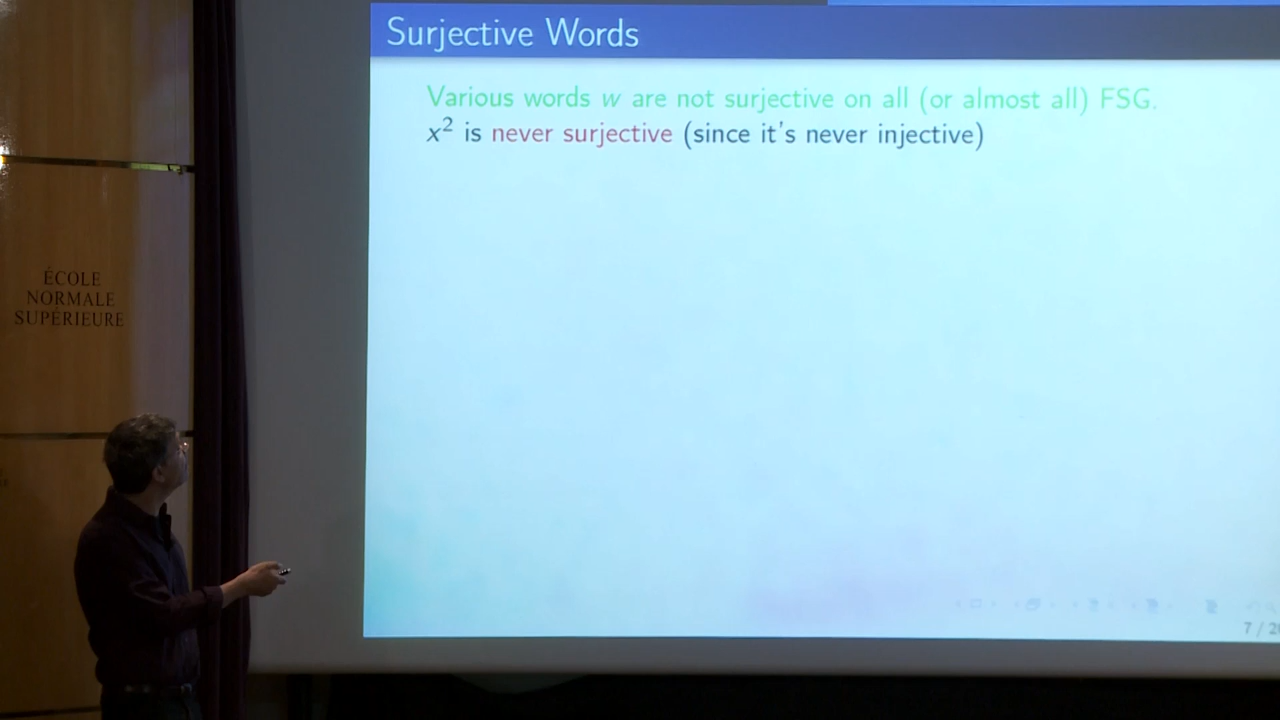 Surjective Words
Various words w are not surjective on all (or almost all) FSG.
x² is never surjective (since it's never injective)
ÉCOLE
NORMALE
SUPÉRIEURE
7 / 2